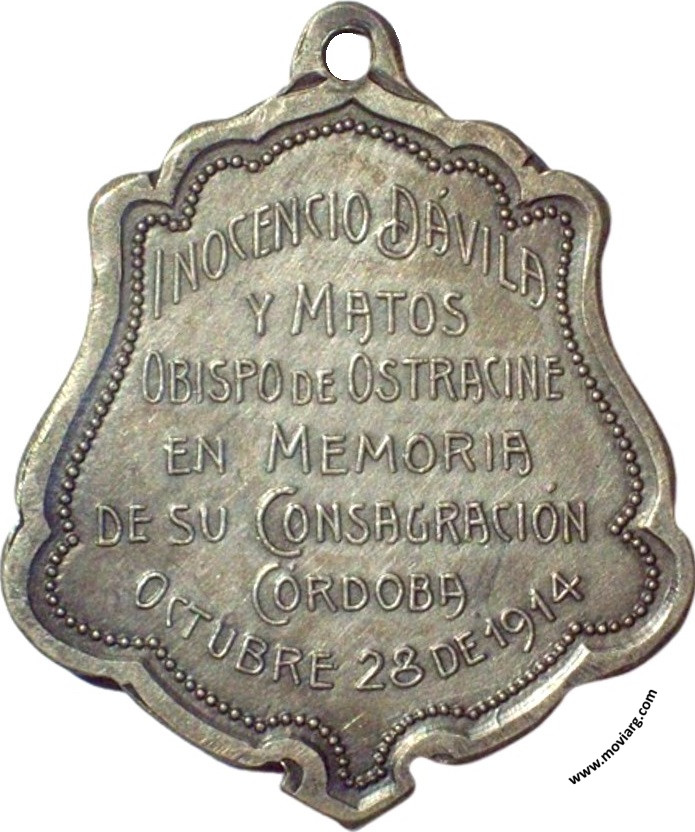 INOCENCIO DÁVILA
Y MATOS
OBISPO DE OSTRACINE
EN MEMORIA
DE SU CONSAGRACIÓN
CÓRDOBA
OCTUBRE 28 DE 1914
www.moviarg.com